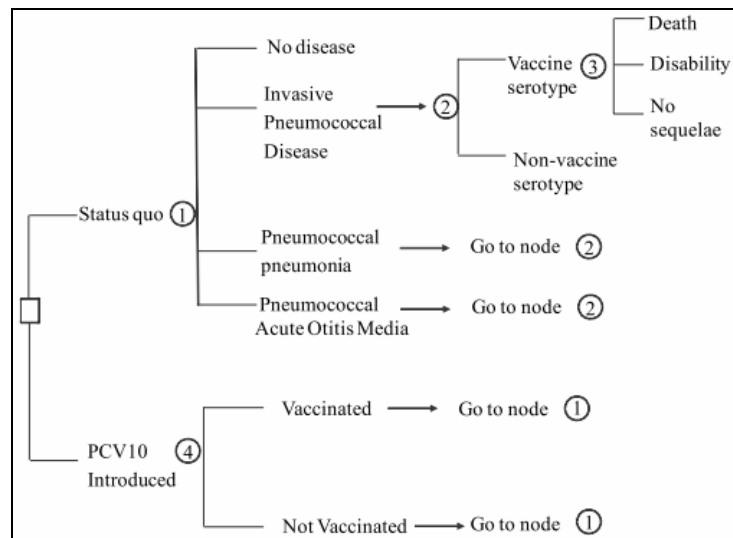 Death
No disease
Vaccine serotype
3
Disability
Invasive Pneumococcal Disease
2
No sequelae
Non-vaccine serotype
Status quo
1
Pneumococcal pneumonia
Go to node
2
Pneumococcal Acute Otitis Media
Go to node
2
Vaccinated
Go to node
1
PCV10 Introduced
4
Not Vaccinated
Go to node
1